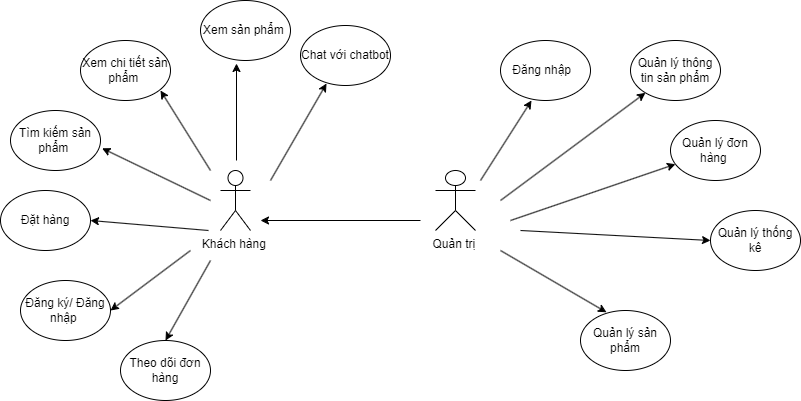 Xem sản phẩm
Chat với chatbot
Xem chi tiết sản
phẩm
Tìm kiếm sản
phẩm
Đặt hàng
Đăng ký/ Đăng
nhập
Theo dõi đơn
hàng
Khách hàng
Quản trị
Đăng nhập
Quản lý thông
tin sản phẩm
Quản lý đơn
hàng
Quản lý thống
kê
Quản lý sản
phẩm